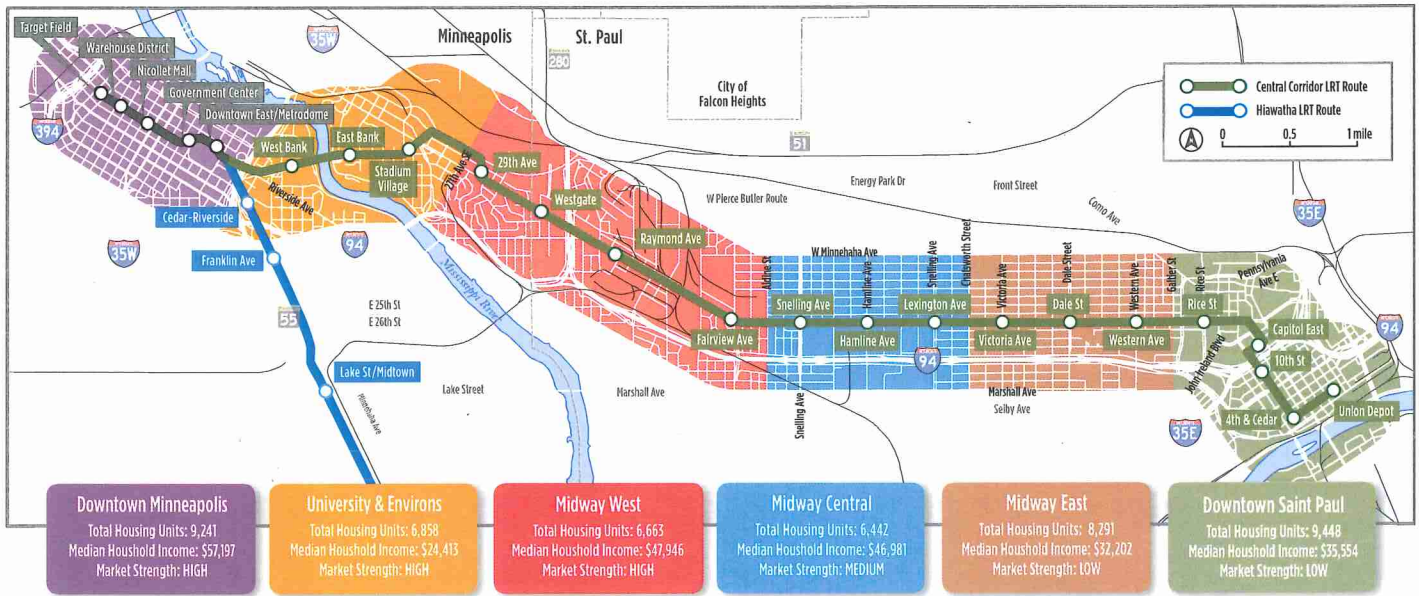 Target Field
Warehouse District
Nicollet Mall
Government Center
Downtown East/Metrodome
Minneapolis
St. Paul
35W
280
City of
Falcon Heights
Central Corridor LRT Route
Hiawatha LRT Route
0 0.5 1 mile
394
51
West Bank
East Bank
Stadium
Village
27th Ave SE
29th Ave
Westgate
Raymond Ave
Fairview Ave
Riverside Ave
Cedar-Riverside
Franklin Ave
35W
94
Mississippi River
55
E 25th St
E 26th St
Lake St/Midtown
Minnehaha Ave
Lake Street
Marshall Ave
Energy Park Dr
Front Street
W Pierce Butler Route
Como Ave
35E
W Minnehaha Ave
Aldine St
Hamline Ave
Snelling Ave
Chatsworth Street
Victoria Ave
Dale Street
Western Ave
Galtier St
Rice St
Pennsylvania
Ave E
Snelling Ave
Hamline Ave
Lexington Ave
Victoria Ave
Dale St
Western Ave
Rice St
Capitol East
10th St
94
94
Snelling Ave
Marshall Ave
Selby Ave
John Ireland Blvd
35E
4th & Cedar
Union Depot
Downtown Minneapolis
Total Housing Units: 9,241
Median Houshold Income: $57,197
Market Strength: HIGH
University & Environs
Total Housing Units: 6,858
Median Houshold Income: $24,413
Market Strength: HIGH
Midway West
Total Housing Units: 6,663
Median Houshold Income: $47,946
Market Strength: HIGH
Midway Central
Total Housing Units: 6,442
Median Houshold Income: $46,981
Market Strength: MEDIUM
Midway East
Total Housing Units: 8,291
Median Houshold Income: $32,202
Market Strength: LOW
Downtown Saint Paul
Total Housing Units: 9,448
Median Houshold Income: $35,554
Market Strength: LOW